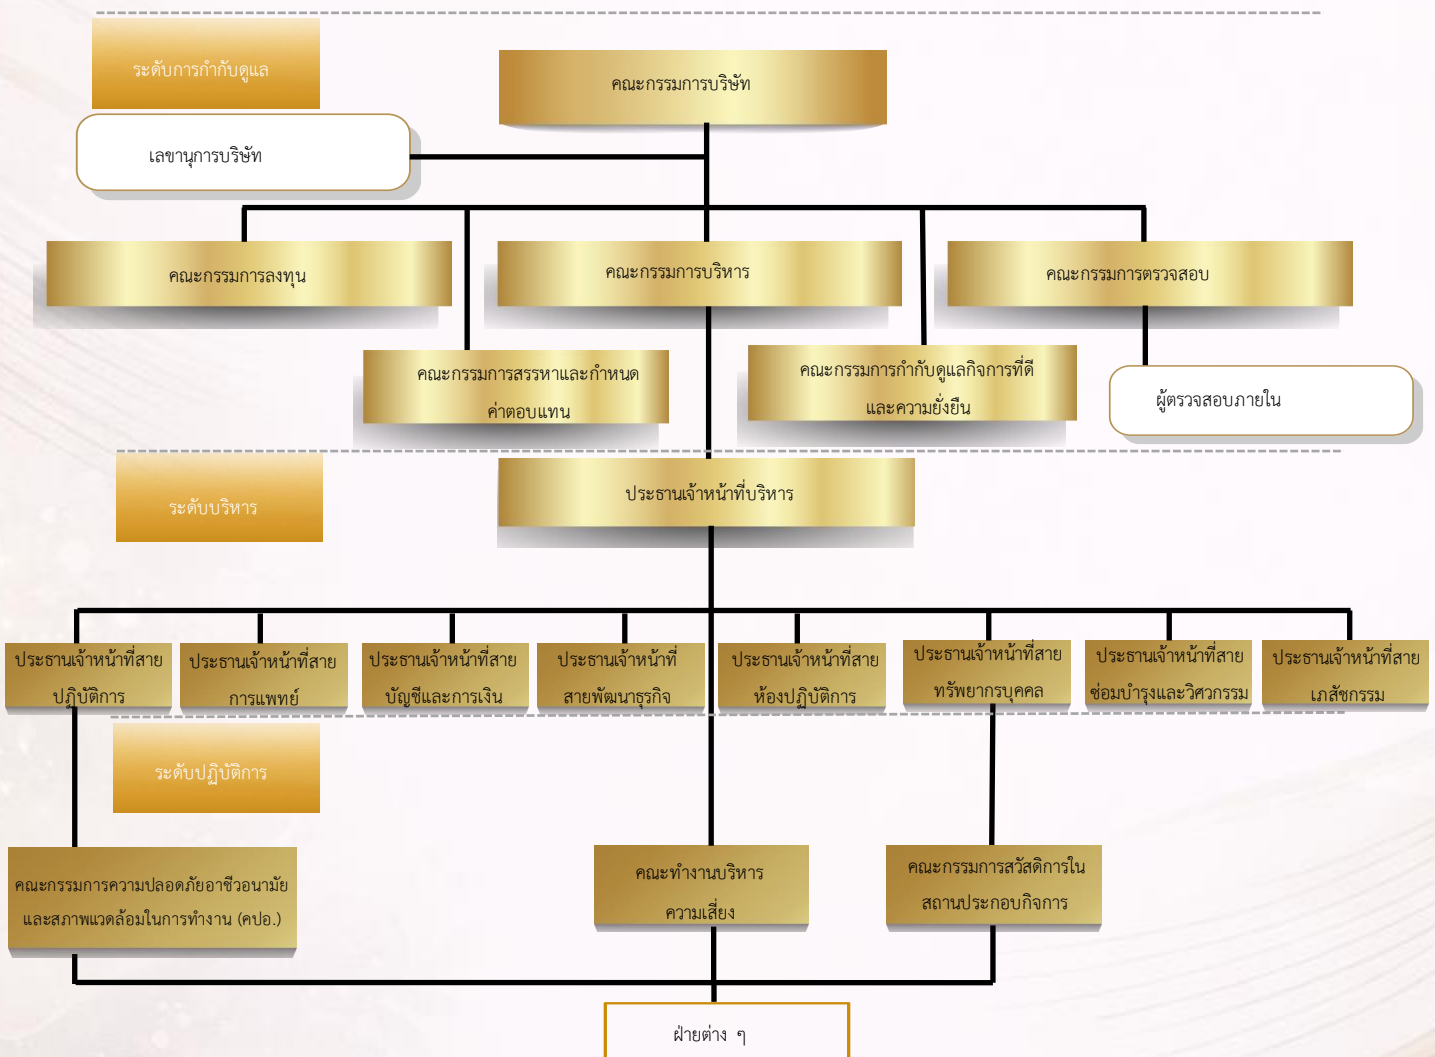 ระดับการกำกับดูแล
คณะกรรมการบริษัท
เลขานุการบริษัท
คณะกรรมการลงทุน
คณะกรรมการบริหาร
คณะกรรมการตรวจสอบ
คณะกรรมการสรรหาและกำหนด
ค่าตอบแทน
คณะกรรมการกำกับดูแลกิจการที่ดี
และความยั่งยืน
ผู้ตรวจสอบภายใน
ระดับบริหาร
ประธานเจ้าหน้าที่บริหาร
ประธานเจ้าหน้าที่สาย
ปฏิบัติการ
ประธานเจ้าหน้าที่สาย
การแพทย์
ประธานเจ้าหน้าที่สาย
บัญชีและการเงิน
ประธานเจ้าหน้าที่
สายพัฒนาธุรกิจ
ประธานเจ้าหน้าที่สาย
ห้องปฏิบัติการ
ประธานเจ้าหน้าที่สาย
ทรัพยากรบุคคล
ประธานเจ้าหน้าที่สาย
ซ่อมบำรุงและวิศวกรรม
ประธานเจ้าหน้าที่สาย
เภสัชกรรม
ระดับปฏิบัติการ
คณะกรรมการความปลอดภัยอาชีวอนามัย
และสภาพแวดล้อมในการทำงาน (คปอ.)
คณะทำงานบริหาร
ความเสี่ยง
คณะกรรมการสวัสดิการใน
สถานประกอบกิจการ
ฝ่ายต่าง ๆ